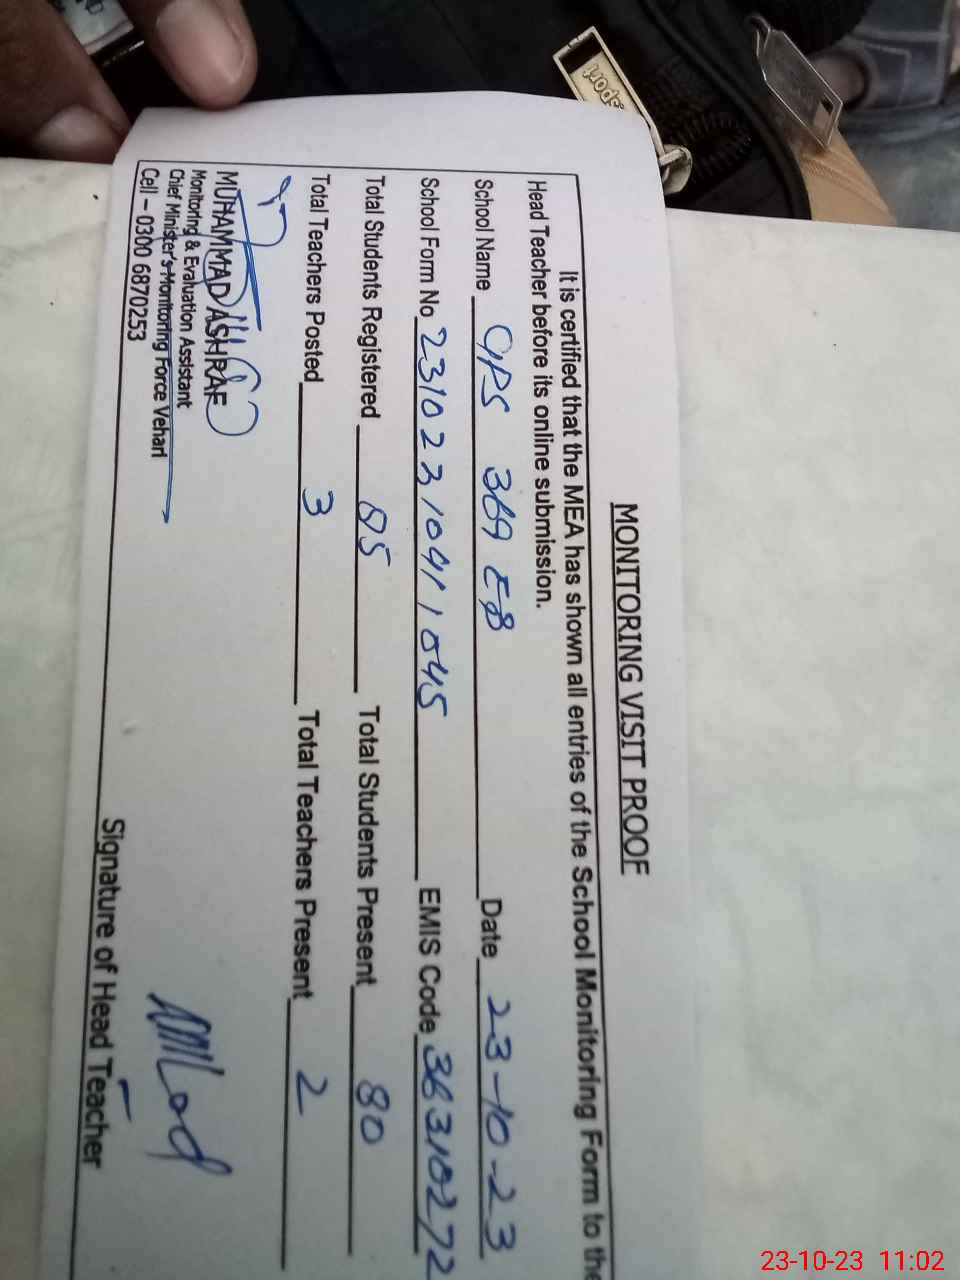 MONITORING VISIT PROOF
It is certified that the MEA has shown all entries of the School Monitoring Form to the
Head Teacher before its online submission.
School Name GPS 369 EB Date 23-10-23
School Form No 23102310411045 EMIS Code 36310272
Total Students Registered 85 Total Students Present 80
Total Teachers Posted 3 Total Teachers Present 2
MUHAMMAD ASHRAF
Monitoring & Evaluation Assistant
Chief Minister's Monitoring Force Vehari
Cell – 0300 6870253
Signature of Head Teacher
23-10-23 11:02